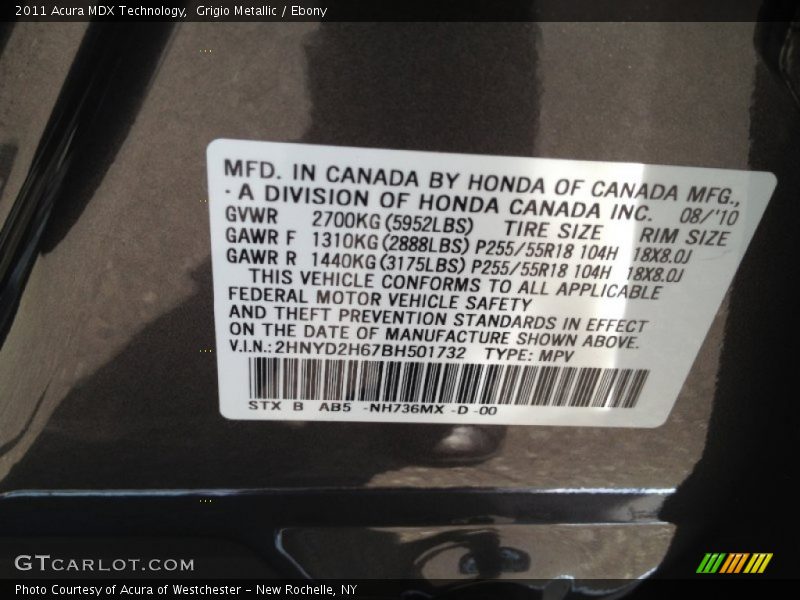 2011 Acura MDX Technology,  Grigio Metallic / Ebony
MFD. IN CANADA BY HONDA OF CANADA MFG.,
· A DIVISION OF HONDA CANADA INC. 08/'10
GVWR 2700KG(5952LBS) TIRE SIZE RIM SIZE
GAWR F 1310KG(2888LBS) P255/55R18 104H 18X8.0J
GAWR R 1440KG(3175LBS) P255/55R18 104H 18X8.0J
THIS VEHICLE CONFORMS TO ALL APPLICABLE
FEDERAL MOTOR VEHICLE SAFETY
AND THEFT PREVENTION STANDARDS IN EFFECT
ON THE DATE OF MANUFACTURE SHOWN ABOVE.
V.I.N.:2HNYD2H67BH501732 TYPE: MPV
STX B AB5 -NH736MX -D -00
GTCARLOT.COM
Photo Courtesy of Acura of Westchester – New Rochelle, NY